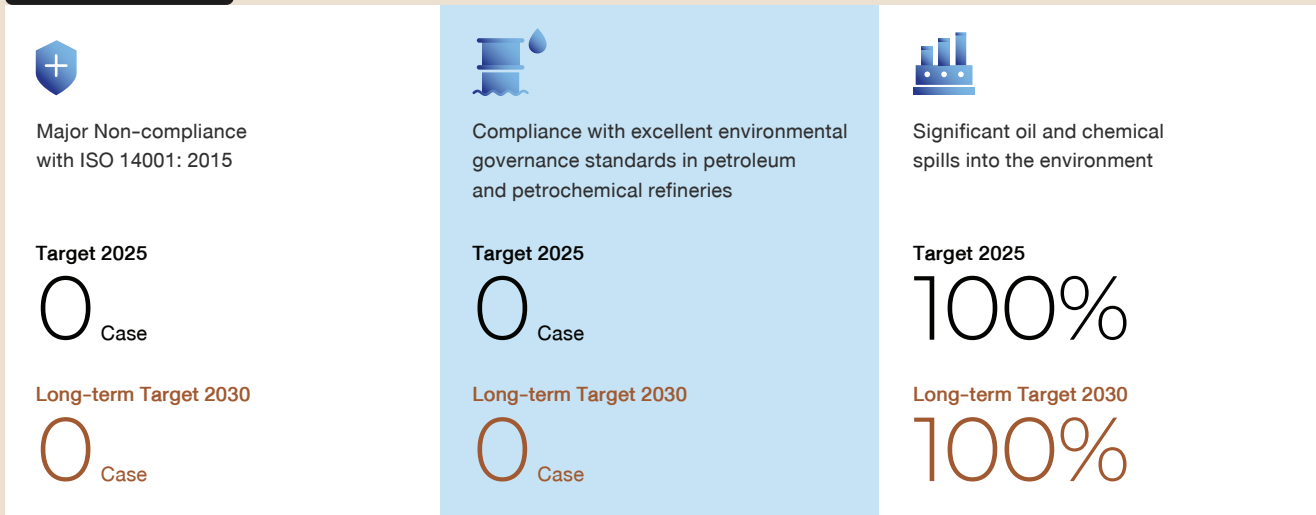 Major Non-compliance
with ISO 14001: 2015
Target 2025
0 Case
Long-term Target 2030
0 Case
Compliance with excellent environmental
governance standards in petroleum
and petrochemical refineries
Target 2025
0 Case
Long-term Target 2030
0 Case
Significant oil and chemical
spills into the environment
Target 2025
100%
Long-term Target 2030
100%